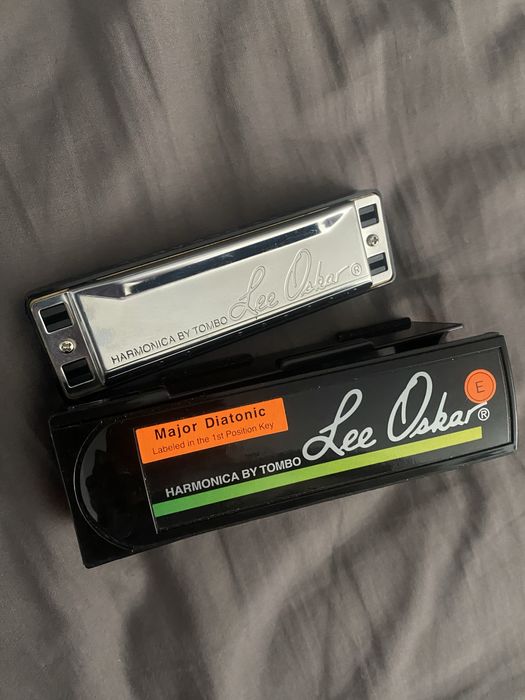 Lee Oskar®
HARMONICA BY TOMBO
E
Major Diatonic
Labeled in the 1st Position Key
Lee Oskar®
HARMONICA BY TOMBO